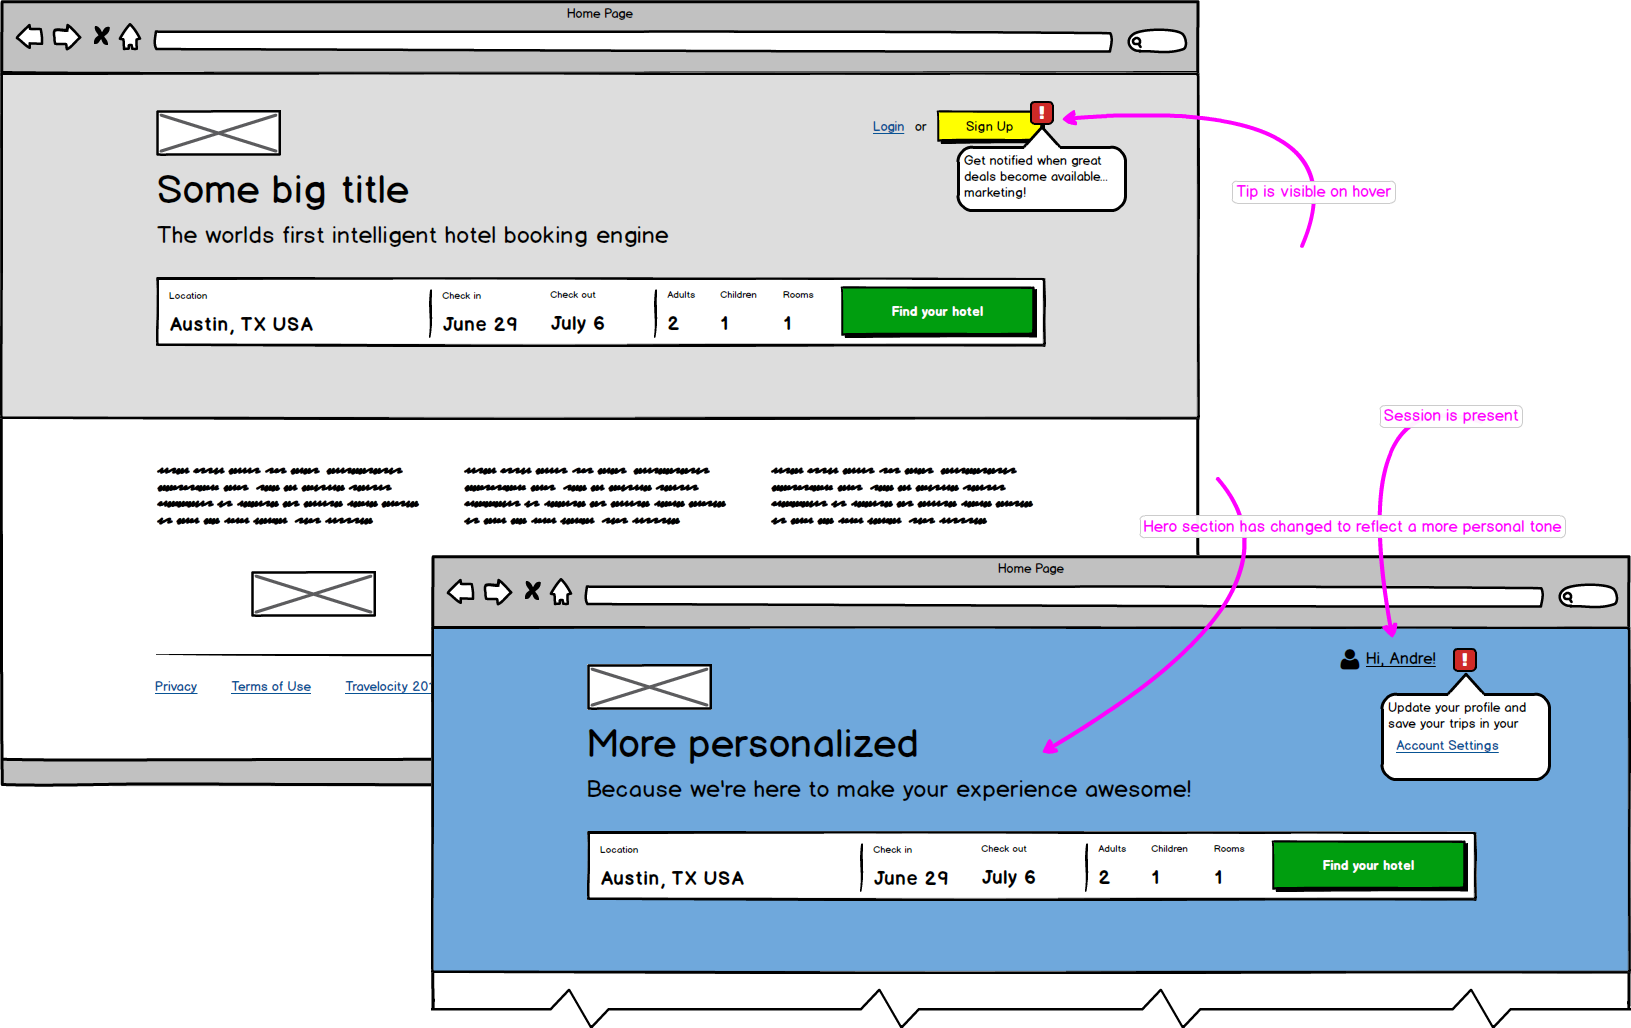 Home Page
Login or Sign Up
!
Get notified when great
deals become available...
marketing!
Tip is visible on hover
Some big title
The worlds first intelligent hotel booking engine
Location Check in Check out Adults Children Rooms
Austin, TX USA June 29 July 6 2 1 1
Find your hotel
Session is present
Hero section has changed to reflect a more personal tone
Privacy Terms of Use Travelocity
Home Page
Hi, Andre!
!
Update your profile and
save your trips in your
Account Settings
More personalized
Because we're here to make your experience awesome!
Location Check in Check out Adults Children Rooms
Austin, TX USA June 29 July 6 2 1 1
Find your hotel